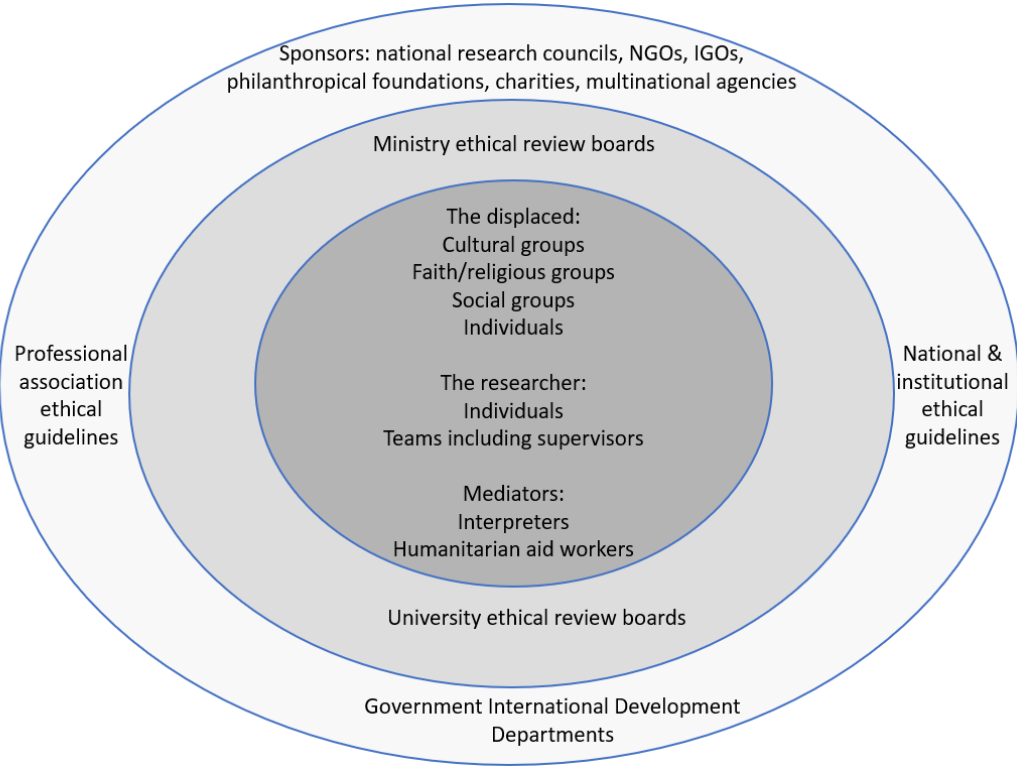 Sponsors: national research councils, NGOs, IGOs,
philanthropical foundations, charities, multinational agencies
Ministry ethical review boards
The displaced:
Cultural groups
Faith/religious groups
Social groups
Individuals
Professional
association
ethical
guidelines
The researcher:
Individuals
Teams including supervisors
National &
institutional
ethical
guidelines
Mediators:
Interpreters
Humanitarian aid workers
University ethical review boards
Government International Development
Departments